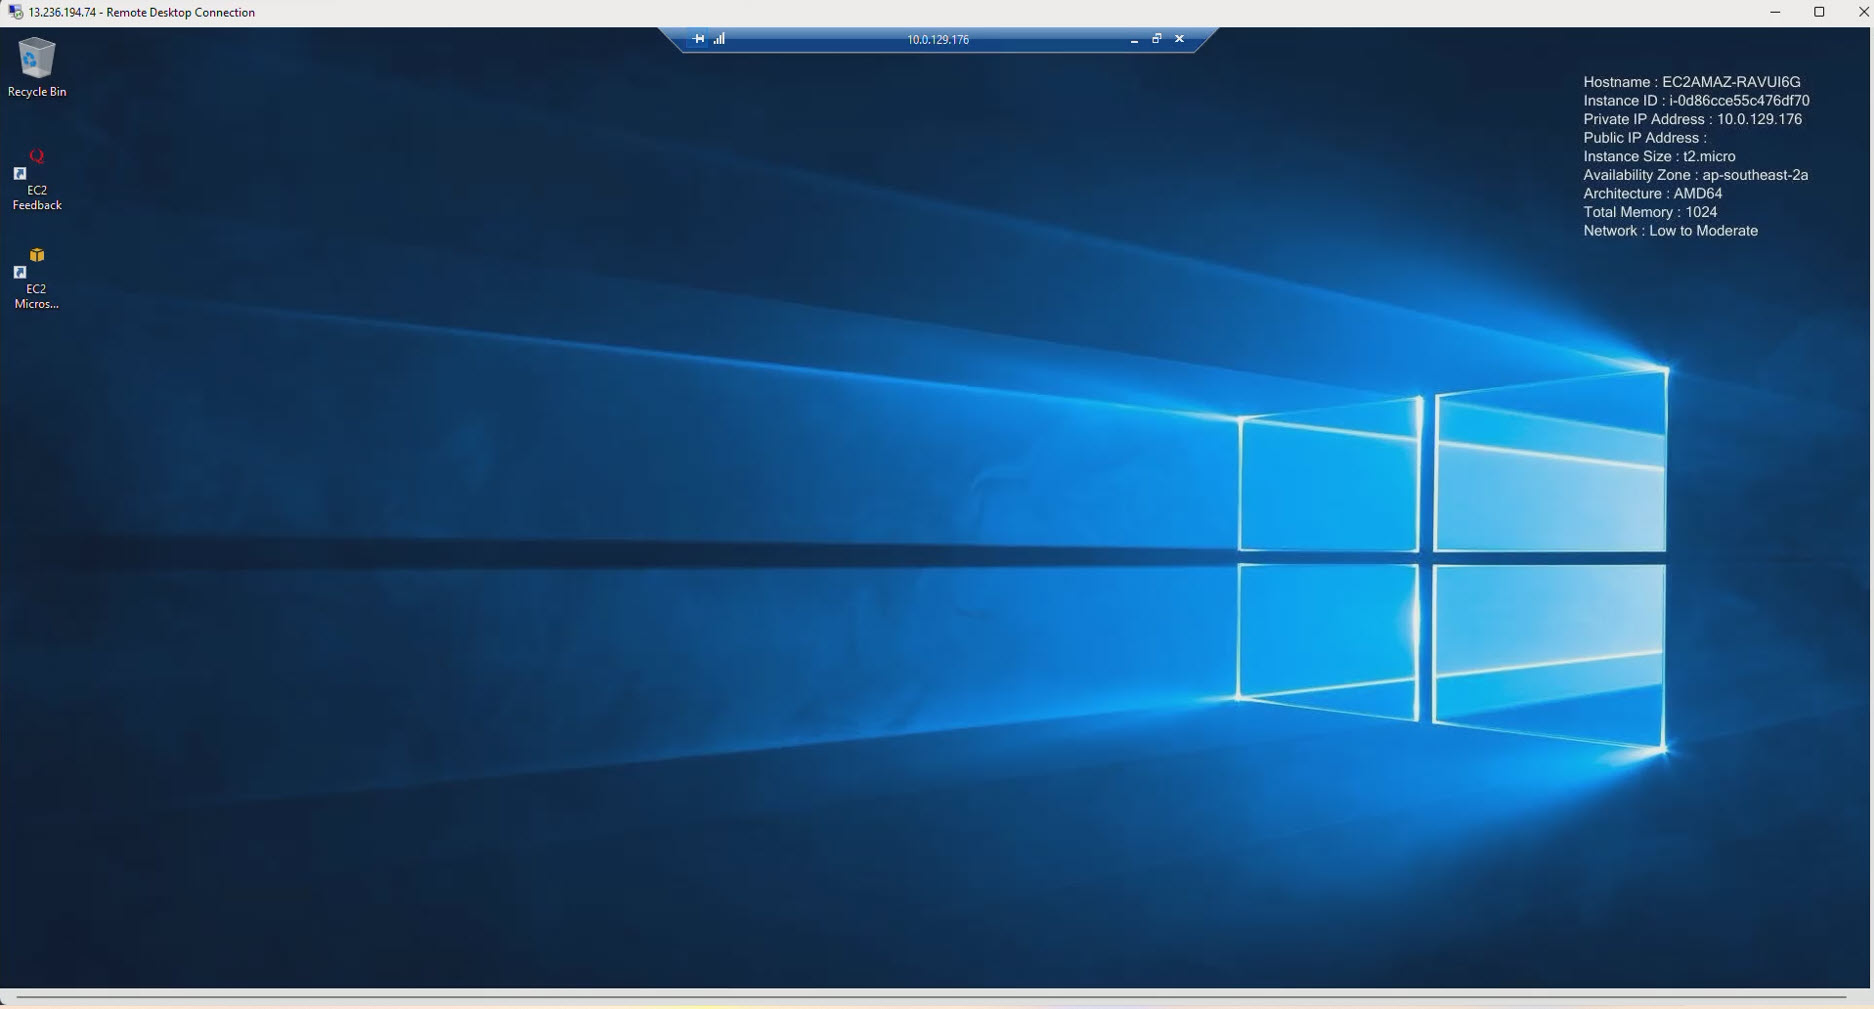 13.236.194.74 - Remote Desktop Connection
10.0.129.176
Recycle Bin
EC2
Feedback
EC2
Micros...
Hostname : EC2AMAZ-RAVUI6G
Instance ID : i-0d86cce55c476df70
Private IP Address : 10.0.129.176
Public IP Address :
Instance Size : t2.micro
Availability Zone : ap-southeast-2a
Architecture : AMD64
Total Memory : 1024
Network : Low to Moderate